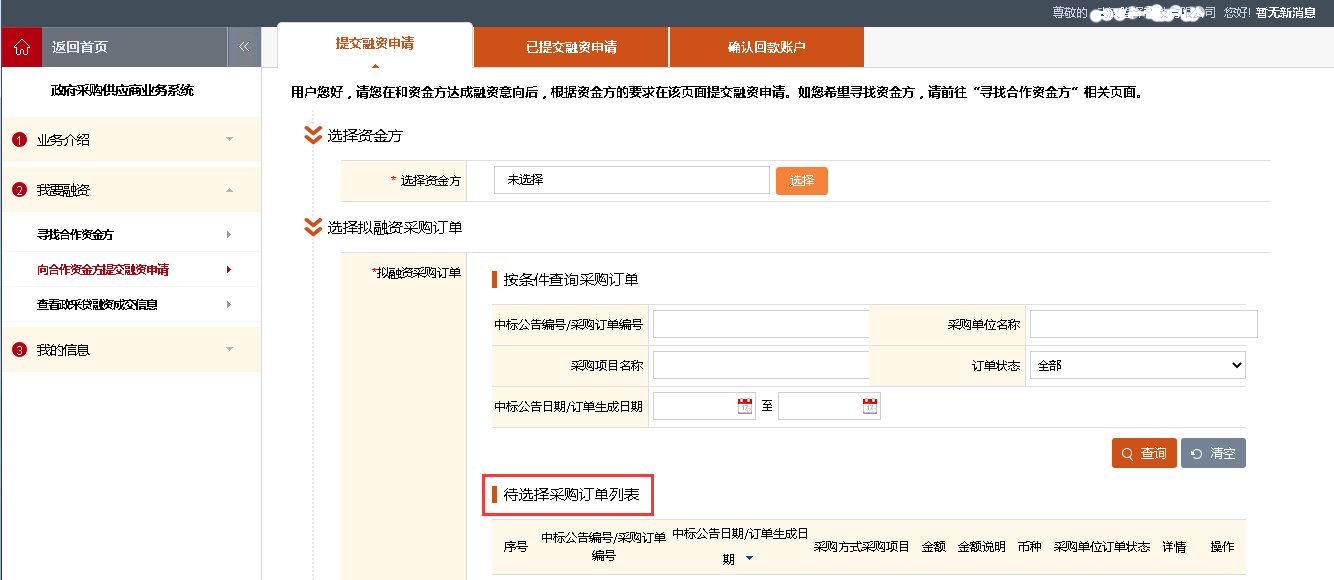 尊敬的 公司 您好! 暂无新消息
返回首页
提交融资申请
已提交融资申请
确认回款账户
政府采购供应商业务系统
1 业务介绍
2 我要融资
寻找合作资金方
向合作资金方提交融资申请
查看政采贷融资成交信息
3 我的信息
用户您好，请您在和资金方达成融资意向后，根据资金方的要求在该页面提交融资申请。如您希望寻找资金方，请前往“寻找合作资金方”相关页面。
选择资金方
* 选择资金方 未选择 选择
选择拟融资采购订单
*拟融资采购订单
按条件查询采购订单
中标公告编号/采购订单编号 采购单位名称
采购项目名称 订单状态 全部
中标公告日期/订单生成日期 至
查询 清空
待选择采购订单列表
序号 中标公告编号/采购订单编号 中标公告日期/订单生成日期 采购方式 采购项目 金额 金额说明 币种 采购单位 订单状态 详情 操作